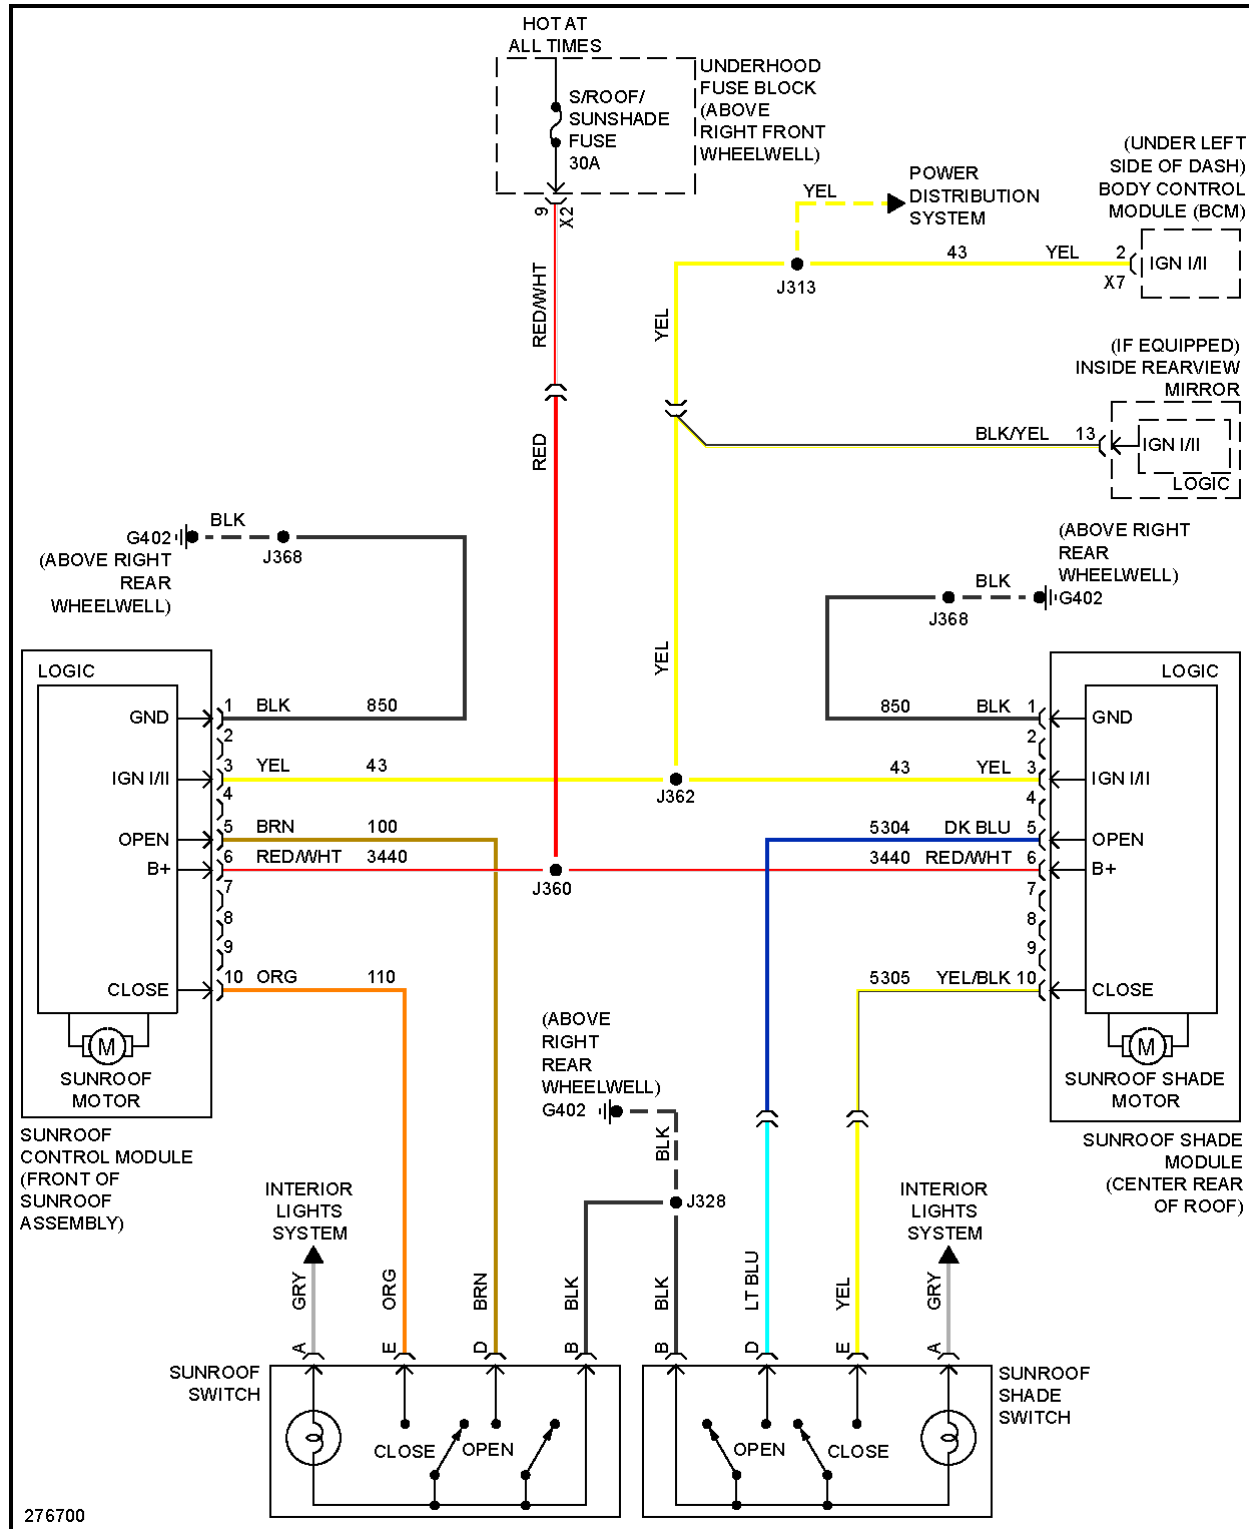 HOT AT
ALL TIMES
S/ROOF/
SUNSHADE
FUSE
30A
UNDERHOOD
FUSE BLOCK
(ABOVE
RIGHT FRONT
WHEELWELL)
9
X2
RED/WHT
RED
YEL
POWER
DISTRIBUTION
SYSTEM
(UNDER LEFT
SIDE OF DASH)
BODY CONTROL
MODULE (BCM)
43
YEL
2
IGN I/II
X7
J313
YEL
(IF EQUIPPED)
INSIDE REARVIEW
MIRROR
BLK/YEL
13
IGN I/II
LOGIC
G402
BLK
J368
(ABOVE RIGHT
REAR
WHEELWELL)
(ABOVE RIGHT
REAR
WHEELWELL)
BLK
G402
J368
YEL
LOGIC
GND
1
BLK
850
2
IGN I/II
3
YEL
43
4
OPEN
5
BRN
100
B+
6
RED/WHT
3440
7
8
9
CLOSE
10
ORG
110
M
SUNROOF
MOTOR
SUNROOF
CONTROL MODULE
(FRONT OF
SUNROOF
ASSEMBLY)
J362
J360
LOGIC
850
BLK
1
GND
2
43
YEL
3
IGN I/II
4
5304
DK BLU
5
OPEN
3440
RED/WHT
6
B+
7
8
9
5305
YEL/BLK
10
CLOSE
M
SUNROOF SHADE
MOTOR
SUNROOF SHADE
MODULE
(CENTER REAR
OF ROOF)
(ABOVE
RIGHT
REAR
WHEELWELL)
G402
BLK
J328
INTERIOR
LIGHTS
SYSTEM
INTERIOR
LIGHTS
SYSTEM
GRY
ORG
BRN
BLK
BLK
LT BLU
YEL
GRY
A
E
D
B
B
D
E
A
SUNROOF
SWITCH
CLOSE
OPEN
OPEN
CLOSE
SUNROOF
SHADE
SWITCH
276700